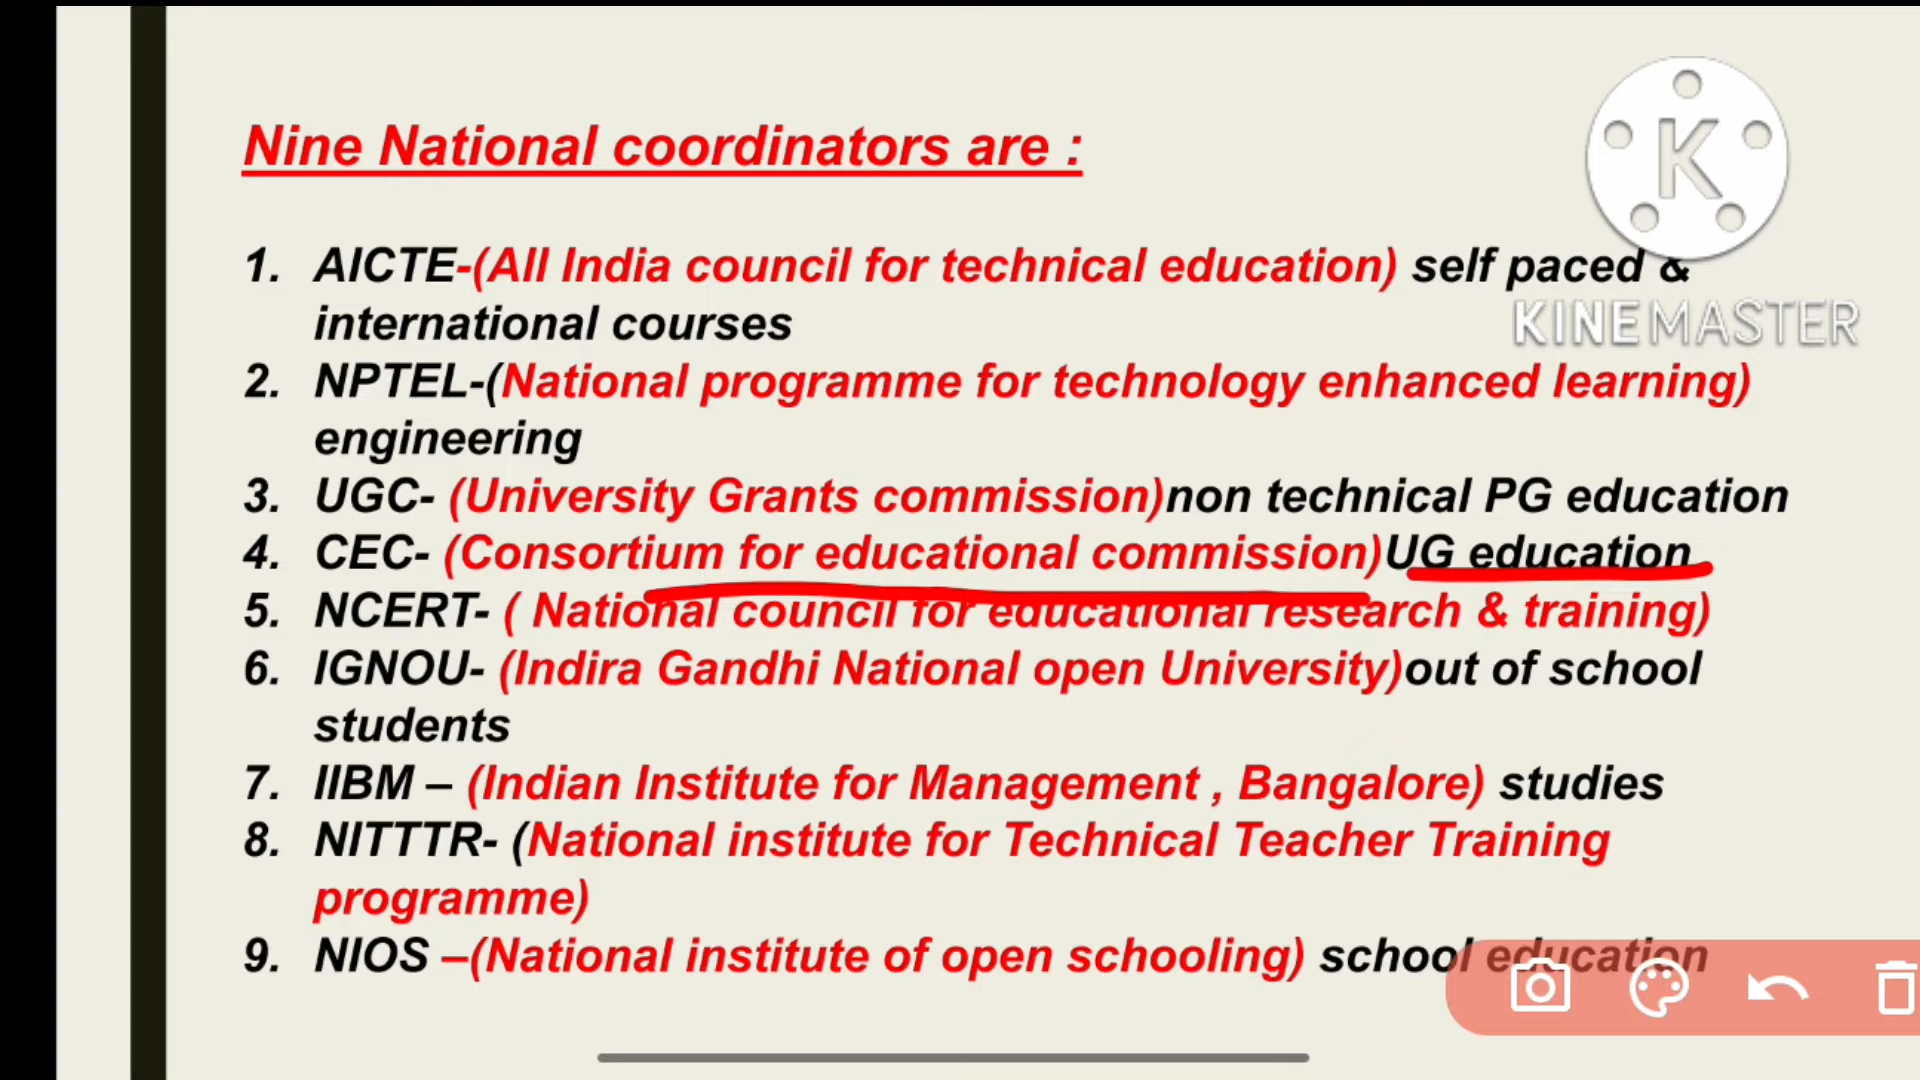 Nine National coordinators are :
K
KINEMASTER
1. AICTE-(All India council for technical education) self paced &
international courses
2. NPTEL-(National programme for technology enhanced learning)
engineering
3. UGC- (University Grants commission)non technical PG education
4. CEC- (Consortium for educational commission)UG education
5. NCERT- ( National council for educational research & training)
6. IGNOU- (Indira Gandhi National open University)out of school
students
7. IIBM – (Indian Institute for Management , Bangalore) studies
8. NITTTR- (National institute for Technical Teacher Training
programme)
9. NIOS –(National institute of open schooling) school education